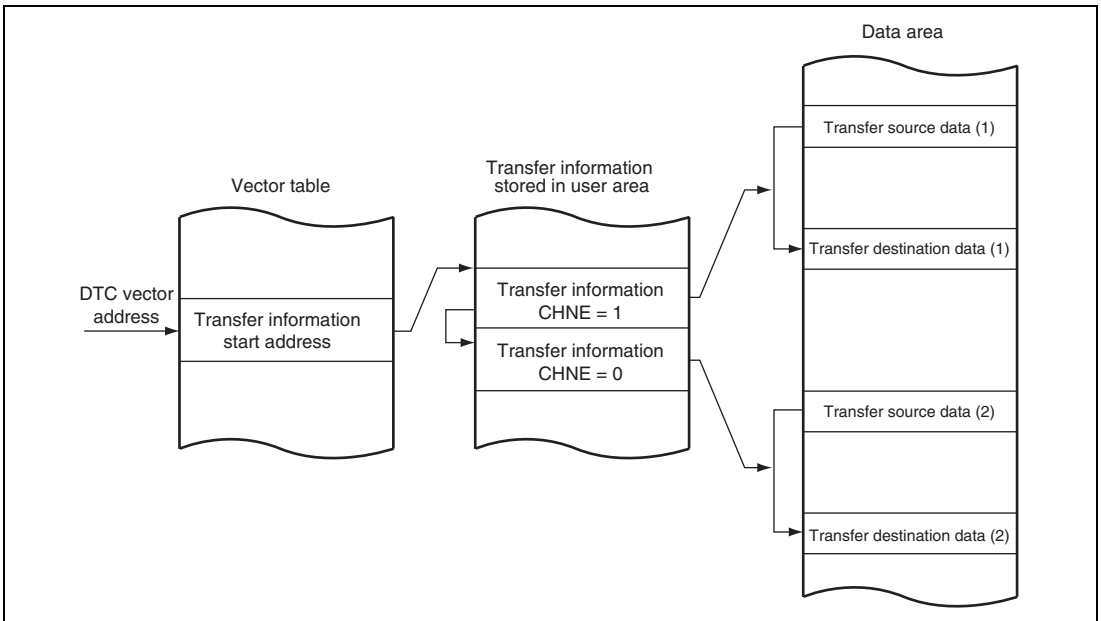 Data area
Transfer source data (1)
Transfer information
stored in user area
Vector table
Transfer destination data (1)
DTC vector
address
Transfer information
start address
Transfer information
CHNE = 1
Transfer information
CHNE = 0
Transfer source data (2)
Transfer destination data (2)